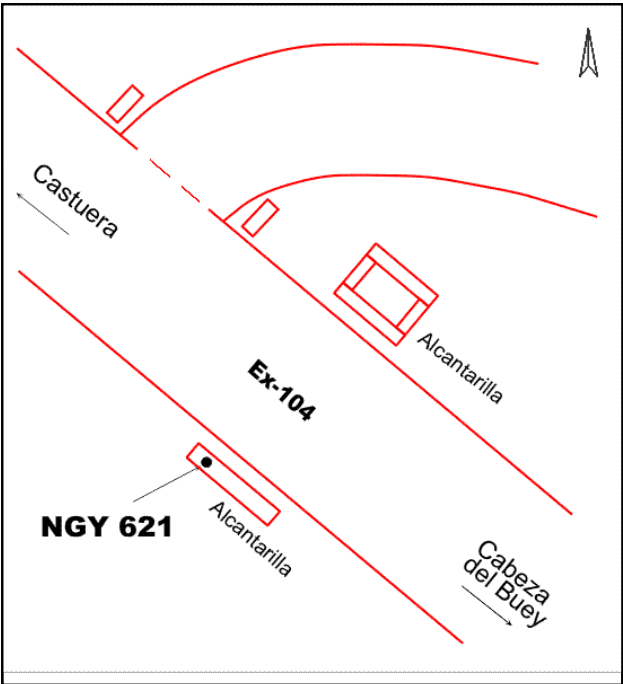 Castuera
Ex-104
Alcantarilla
NGY 621
Alcantarilla
Cabeza
del Buey